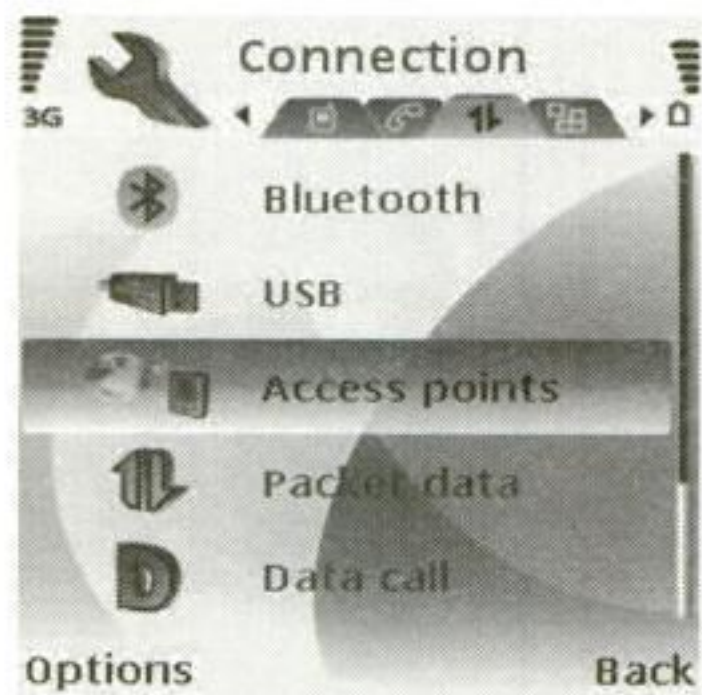 Connection
3G
Bluetooth
USB
Access points
Packet data
Data call
Options
Back